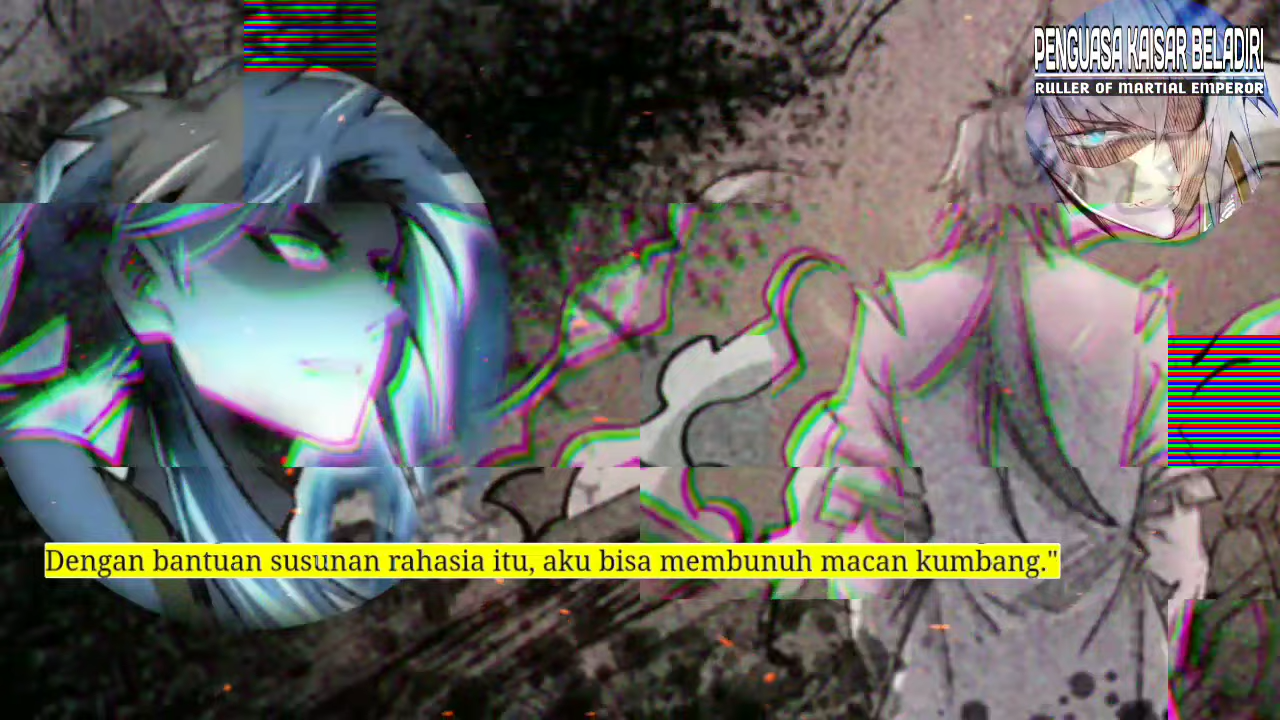 PENGUASA KAISAR BELADIRI
RULLER OF MARTIAL EMPEROR
Dengan bantuan susunan rahasia itu, aku bisa membunuh macan kumbang."